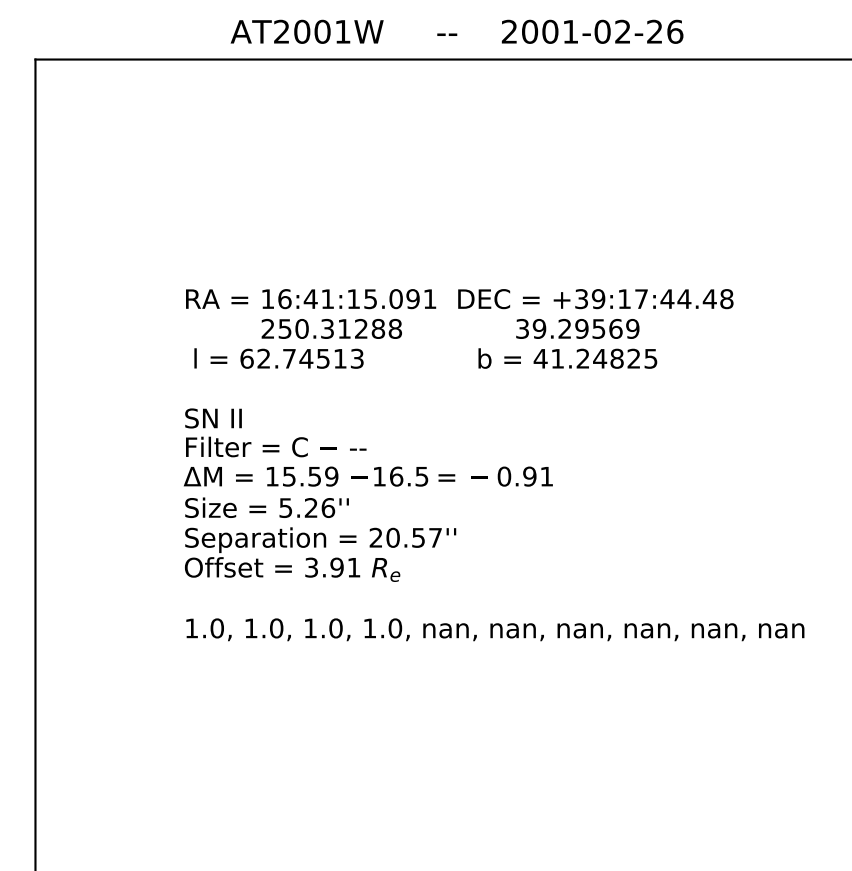 AT2001W -- 2001-02-26
RA = 16:41:15.091 DEC = +39:17:44.48
250.31288 39.29569
l = 62.74513 b = 41.24825
SN II
Filter = C − --
ΔM = 15.59 −16.5 = − 0.91
Size = 5.26''
Separation = 20.57''
Offset = 3.91 Rₑ
1.0, 1.0, 1.0, 1.0, nan, nan, nan, nan, nan, nan